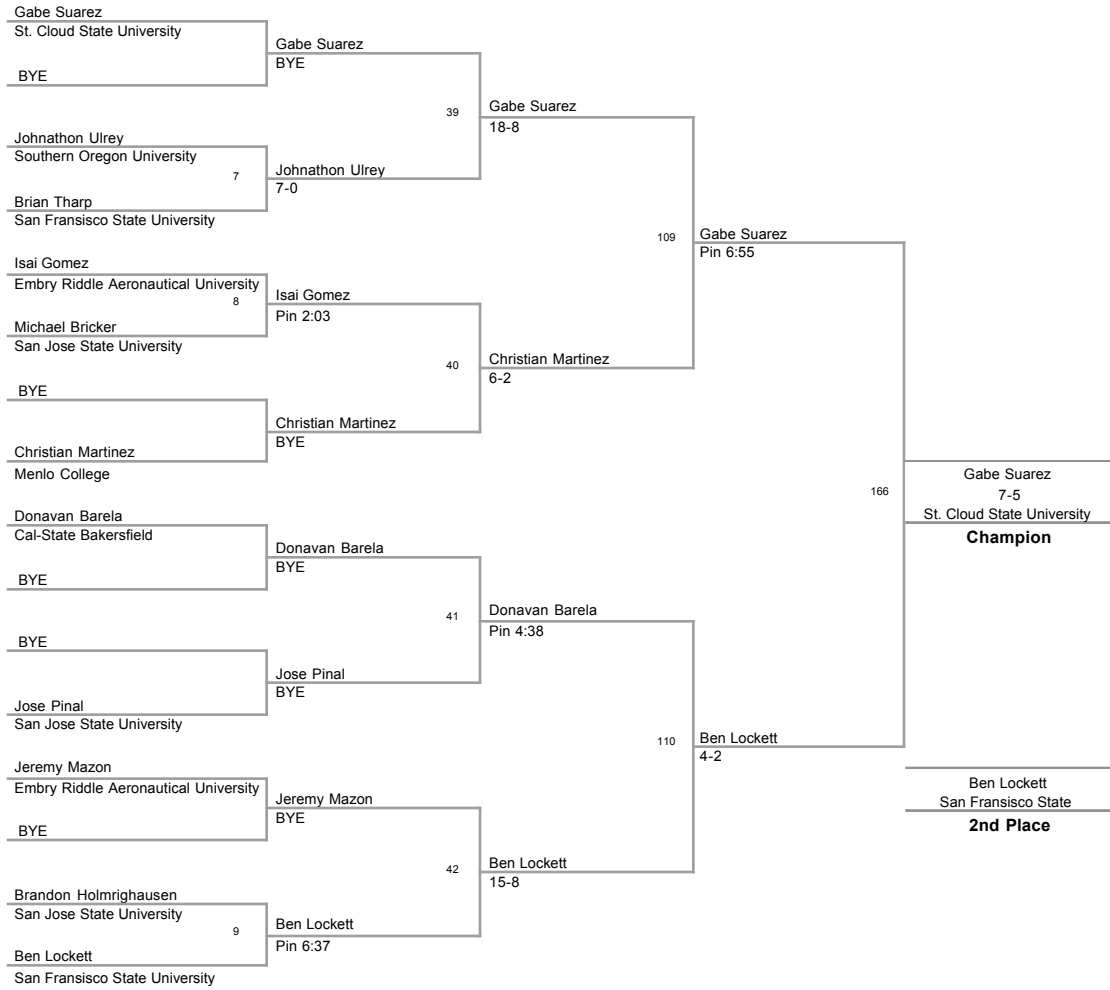 Gabe Suarez
St. Cloud State University
BYE
Gabe Suarez
BYE
39
Gabe Suarez
18-8
Johnathon Ulrey
Southern Oregon University
7
Brian Tharp
San Fransisco State University
Johnathon Ulrey
7-0
109
Gabe Suarez
Pin 6:55
Isai Gomez
Embry Riddle Aeronautical University
8
Michael Bricker
San Jose State University
Isai Gomez
Pin 2:03
40
Christian Martinez
6-2
BYE
Christian Martinez
Menlo College
Christian Martinez
BYE
166
Gabe Suarez
7-5
St. Cloud State University
Champion
Donavan Barela
Cal-State Bakersfield
BYE
Donavan Barela
BYE
41
Donavan Barela
Pin 4:38
BYE
Jose Pinal
San Jose State University
Jose Pinal
BYE
110
Ben Lockett
4-2
Jeremy Mazon
Embry Riddle Aeronautical University
BYE
Jeremy Mazon
BYE
42
Ben Lockett
15-8
Brandon Holmrighausen
San Jose State University
9
Ben Lockett
San Fransisco State University
Ben Lockett
Pin 6:37
Ben Lockett
San Fransisco State
2nd Place